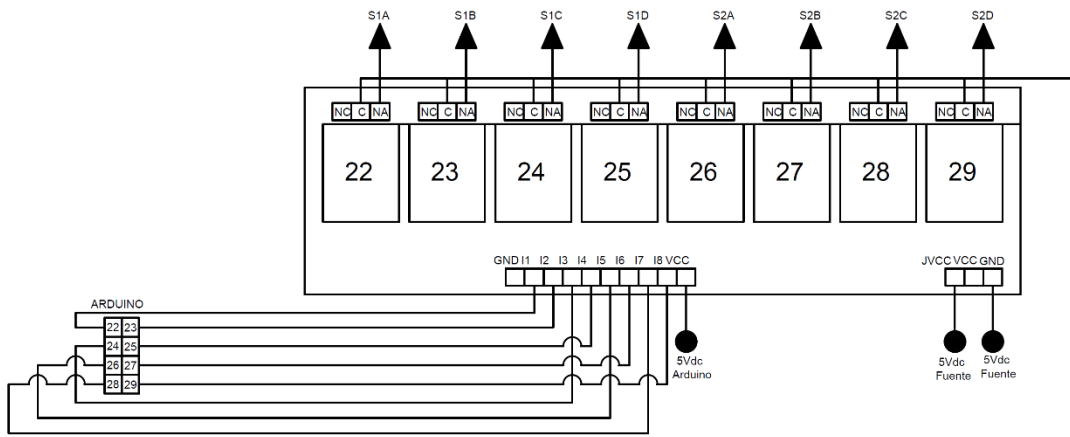 S1A S1B S1C S1D S2A S2B S2C S2D
NC C NA NC C NA NC C NA NC C NA NC C NA NC C NA NC C NA NC C NA
22 23 24 25 26 27 28 29
GND I1 I2 I3 I4 I5 I6 I7 I8 VCC
JVCC VCC GND
ARDUINO
22 23
24 25
26 27
28 29
5Vdc
Arduino
5Vdc
Fuente
5Vdc
Fuente